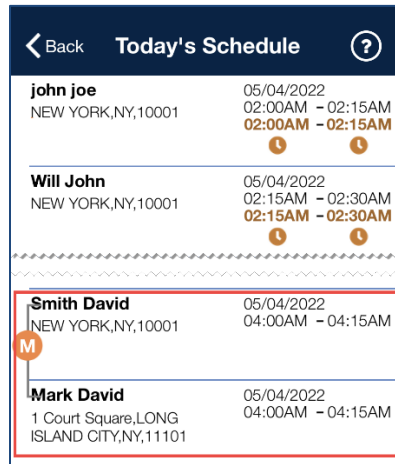 Back Today's Schedule ?
john joe 05/04/2022
NEW YORK,NY,10001 02:00AM - 02:15AM
02:00AM - 02:15AM
Will John 05/04/2022
NEW YORK,NY,10001 02:15AM - 02:30AM
02:15AM - 02:30AM
Smith David 05/04/2022
NEW YORK,NY,10001 04:00AM - 04:15AM
M
Mark David 05/04/2022
1 Court Square,LONG 04:00AM - 04:15AM
ISLAND CITY,NY,11101